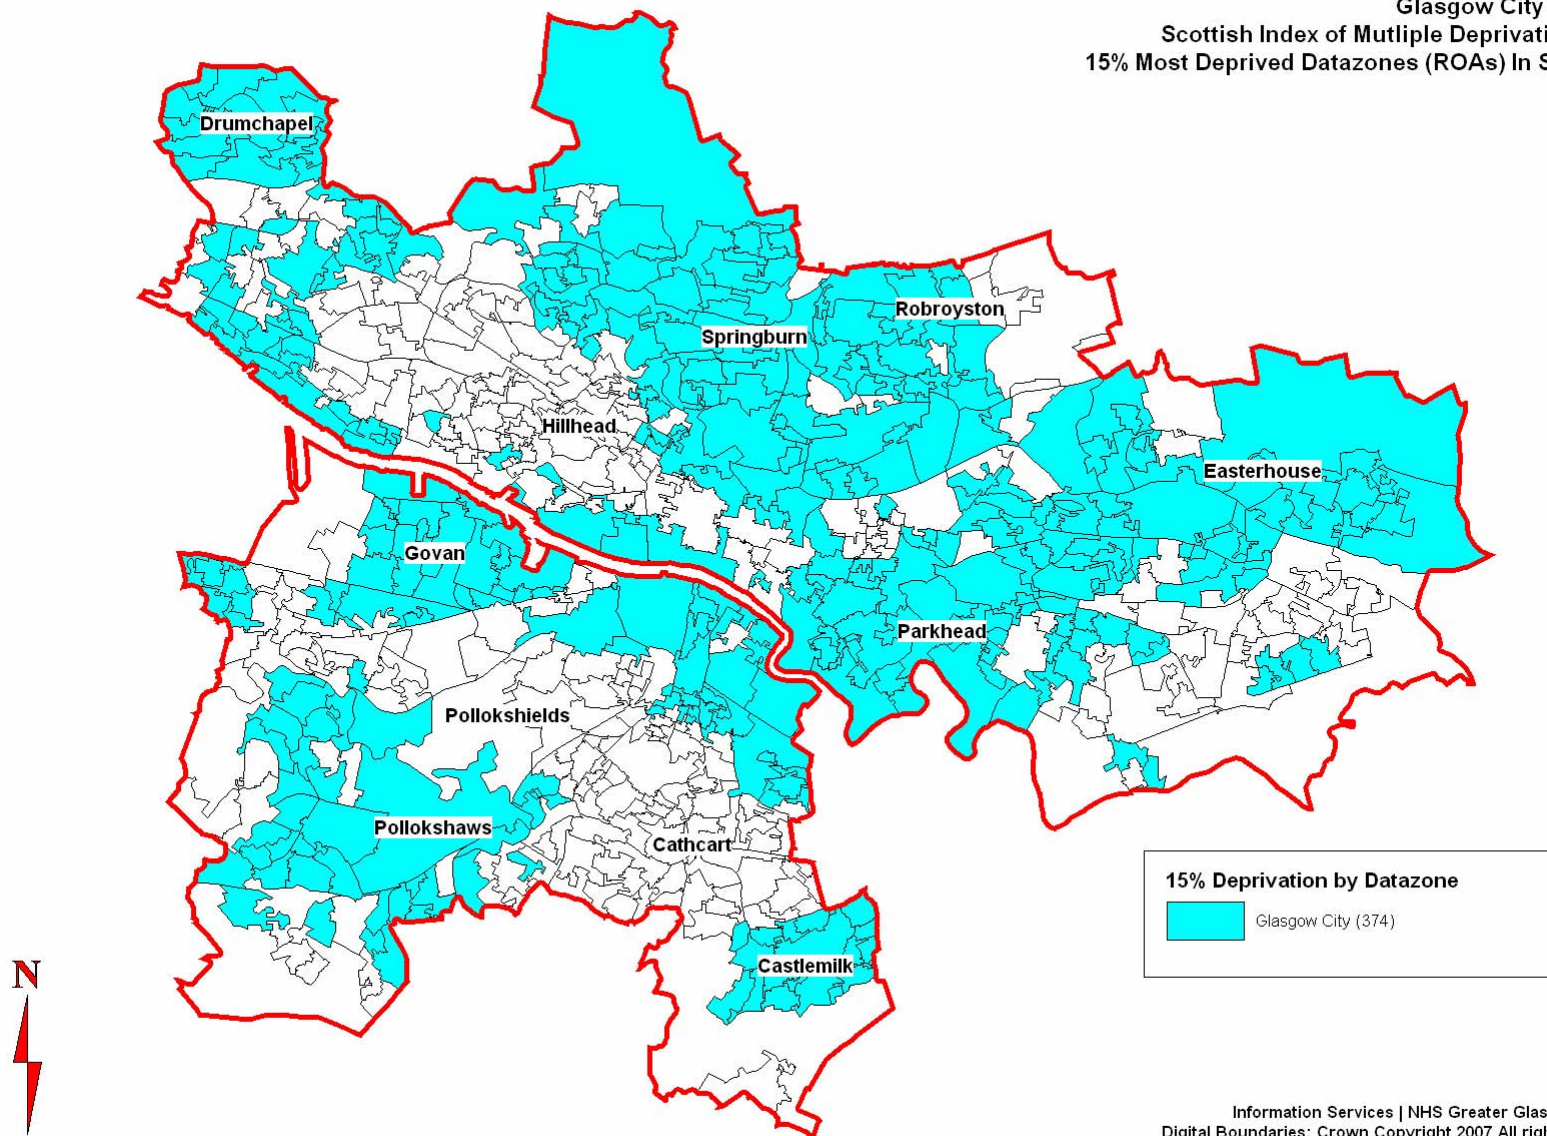 Glasgow City
Scottish Index of Mutliple Deprivati
15% Most Deprived Datazones (ROAs) In S
Drumchapel
Robroyston
Springburn
Hillhead
Easterhouse
Govan
Parkhead
Pollokshields
Pollokshaws
Cathcart
15% Deprivation by Datazone
Glasgow City (374)
Castlemilk
N
Information Services | NHS Greater Glas
Digital Boundaries: Crown Copyright 2007 All righ